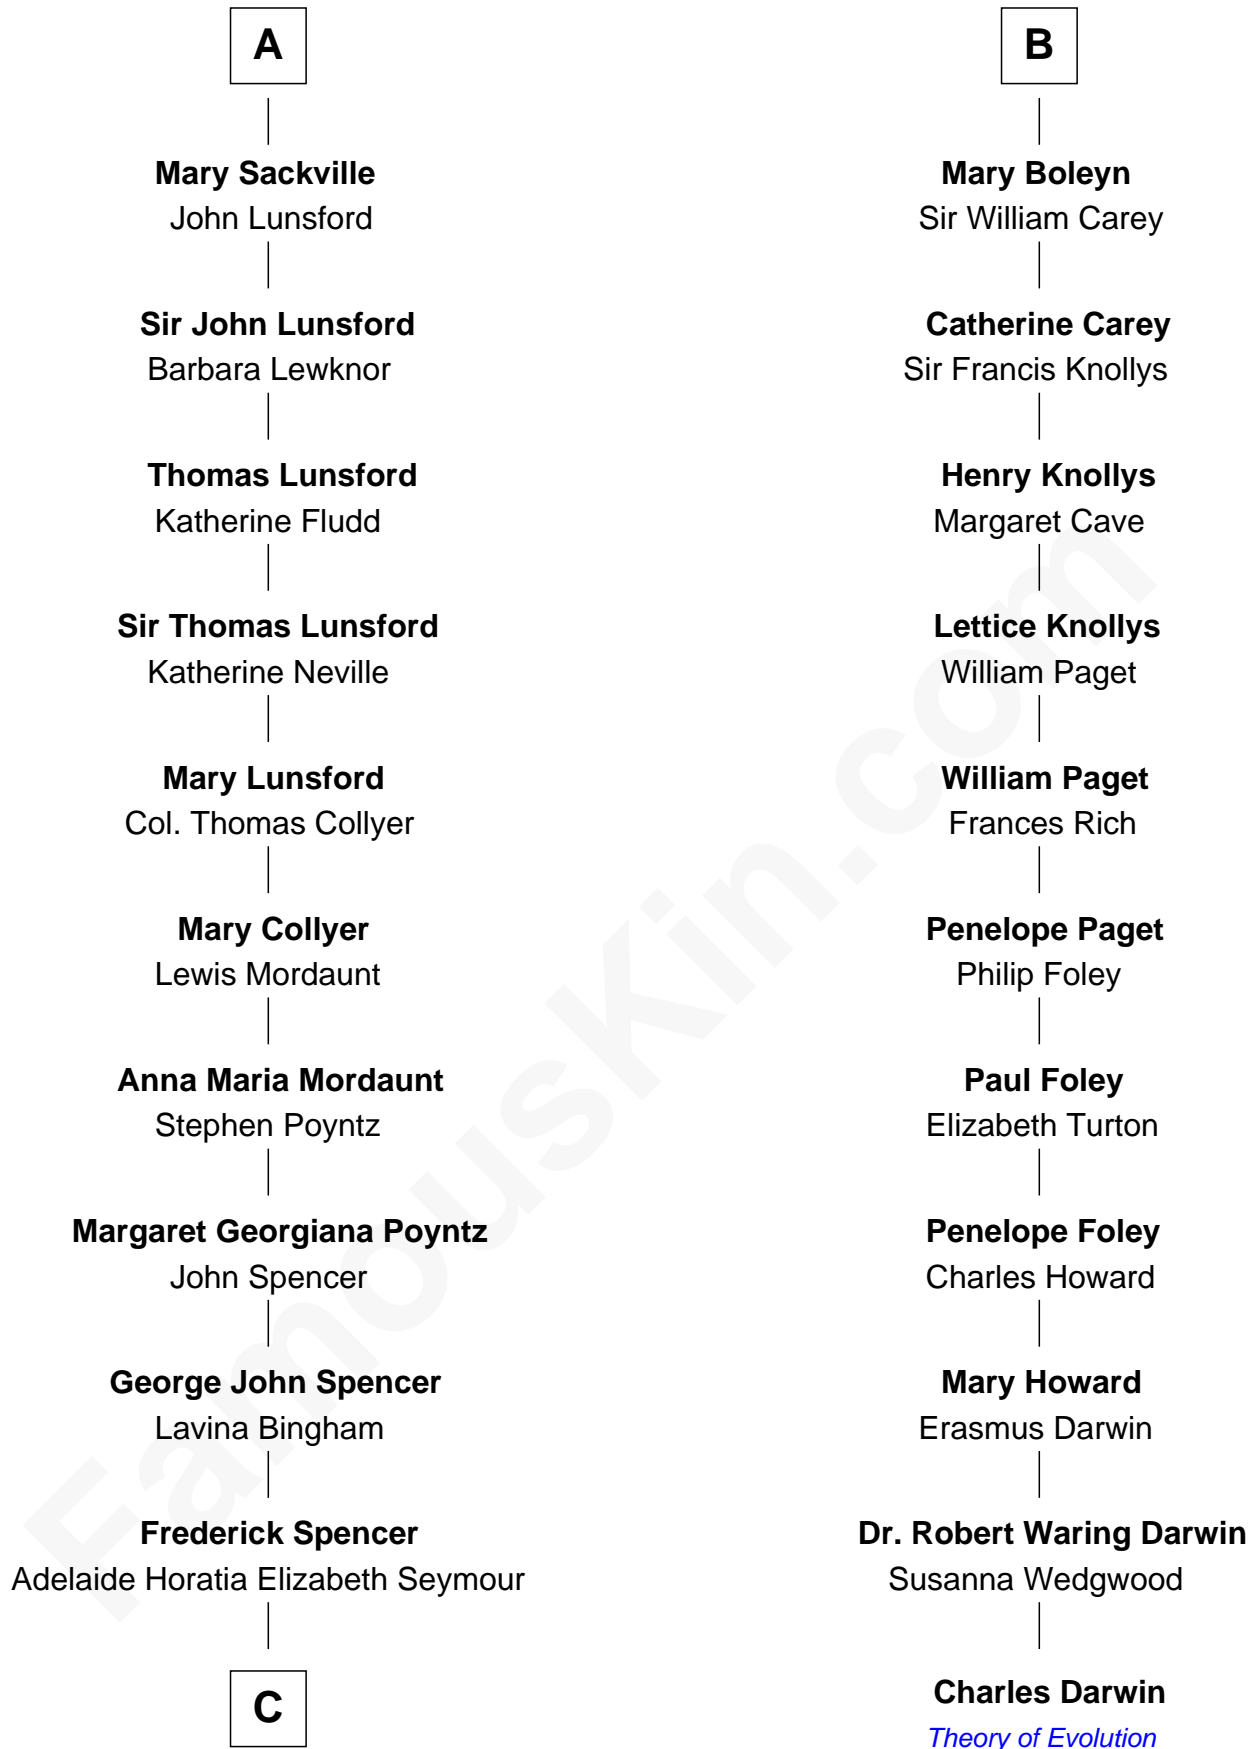 A
Mary Sackville
John Lunsford
Sir John Lunsford
Barbara Lewknor
Thomas Lunsford
Katherine Fludd
Sir Thomas Lunsford
Katherine Neville
Mary Lunsford
Col. Thomas Collyer
Mary Collyer
Lewis Mordaunt
Anna Maria Mordaunt
Stephen Poyntz
Margaret Georgiana Poyntz
John Spencer
George John Spencer
Lavina Bingham
Frederick Spencer
Adelaide Horatia Elizabeth Seymour
C
B
Mary Boleyn
Sir William Carey
Catherine Carey
Sir Francis Knollys
Henry Knollys
Margaret Cave
Lettice Knollys
William Paget
William Paget
Frances Rich
Penelope Paget
Philip Foley
Paul Foley
Elizabeth Turton
Penelope Foley
Charles Howard
Mary Howard
Erasmus Darwin
Dr. Robert Waring Darwin
Susanna Wedgwood
Charles Darwin
Theory of Evolution
FamousKin.com